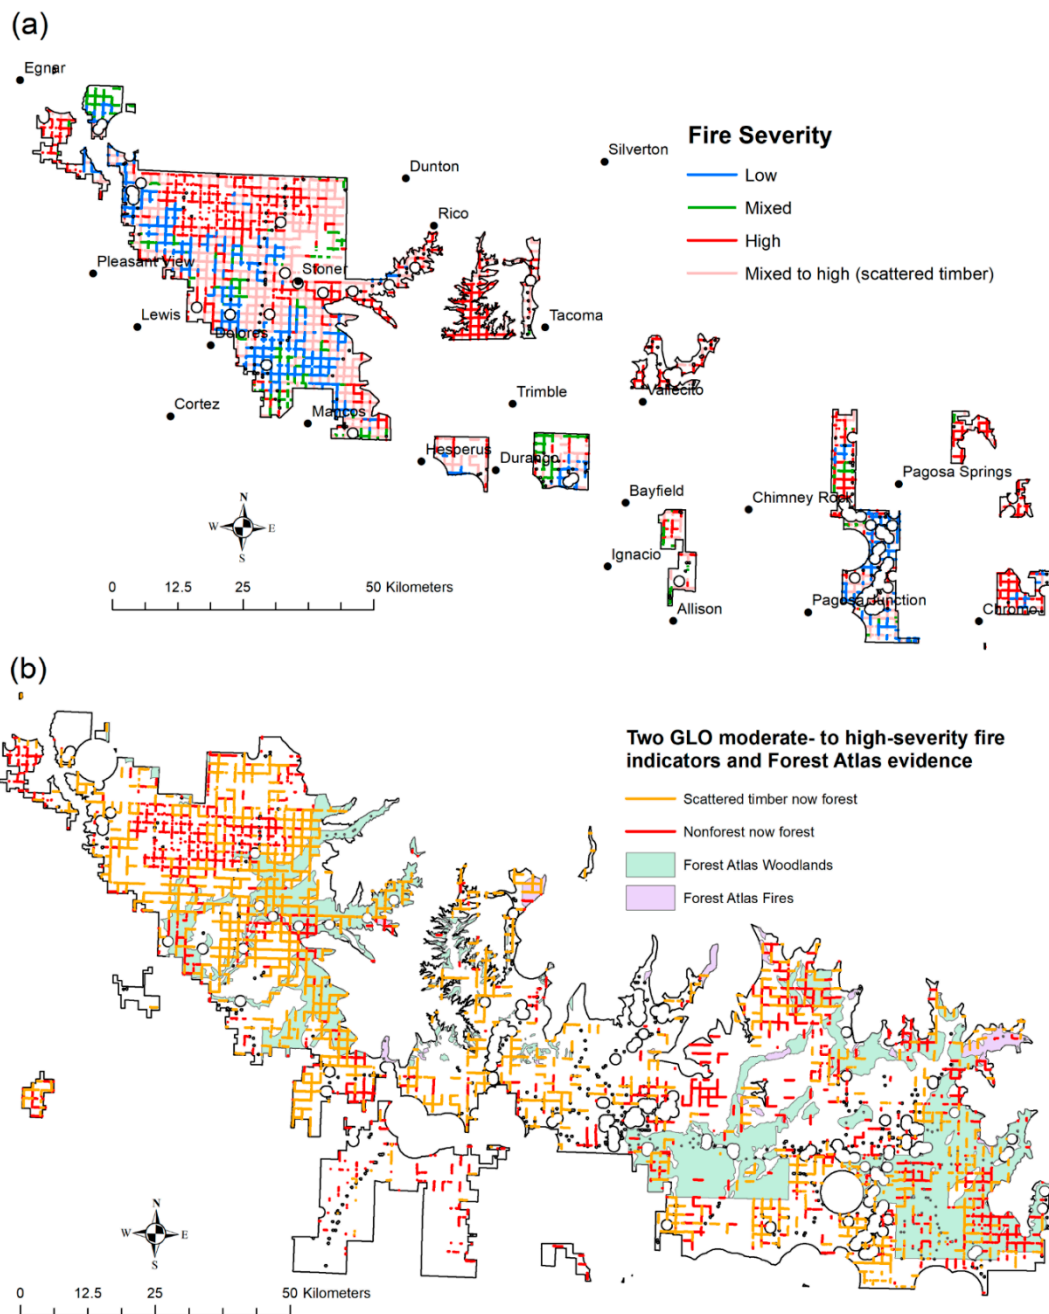 (a)
Egnar
Silverton
Dunton
Rico
Pleasant View
Stoner
Lewis
Dolores
Tacoma
Cortez
Mancos
Trimble
Vallecito
Hesperus
Durango
Bayfield
Chimney Rock
Pagosa Springs
Ignacio
Allison
Pagosa Junction
Chromo
Fire Severity
Low
Mixed
High
Mixed to high (scattered timber)
N
W E
S
0 12.5 25 50 Kilometers
(b)
Two GLO moderate- to high-severity fire
indicators and Forest Atlas evidence
Scattered timber now forest
Nonforest now forest
Forest Atlas Woodlands
Forest Atlas Fires
N
W E
S
0 12.5 25 50 Kilometers